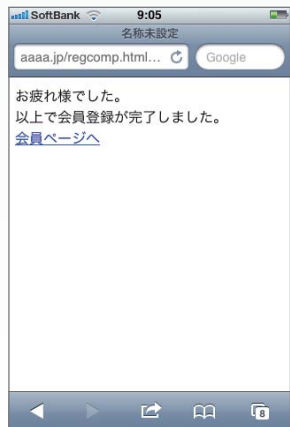 SoftBank 9:05
名称未設定
aaaa.jp/regcomp.html... Google
お疲れ様でした。
以上で会員登録が完了しました。
会員ページへ
8